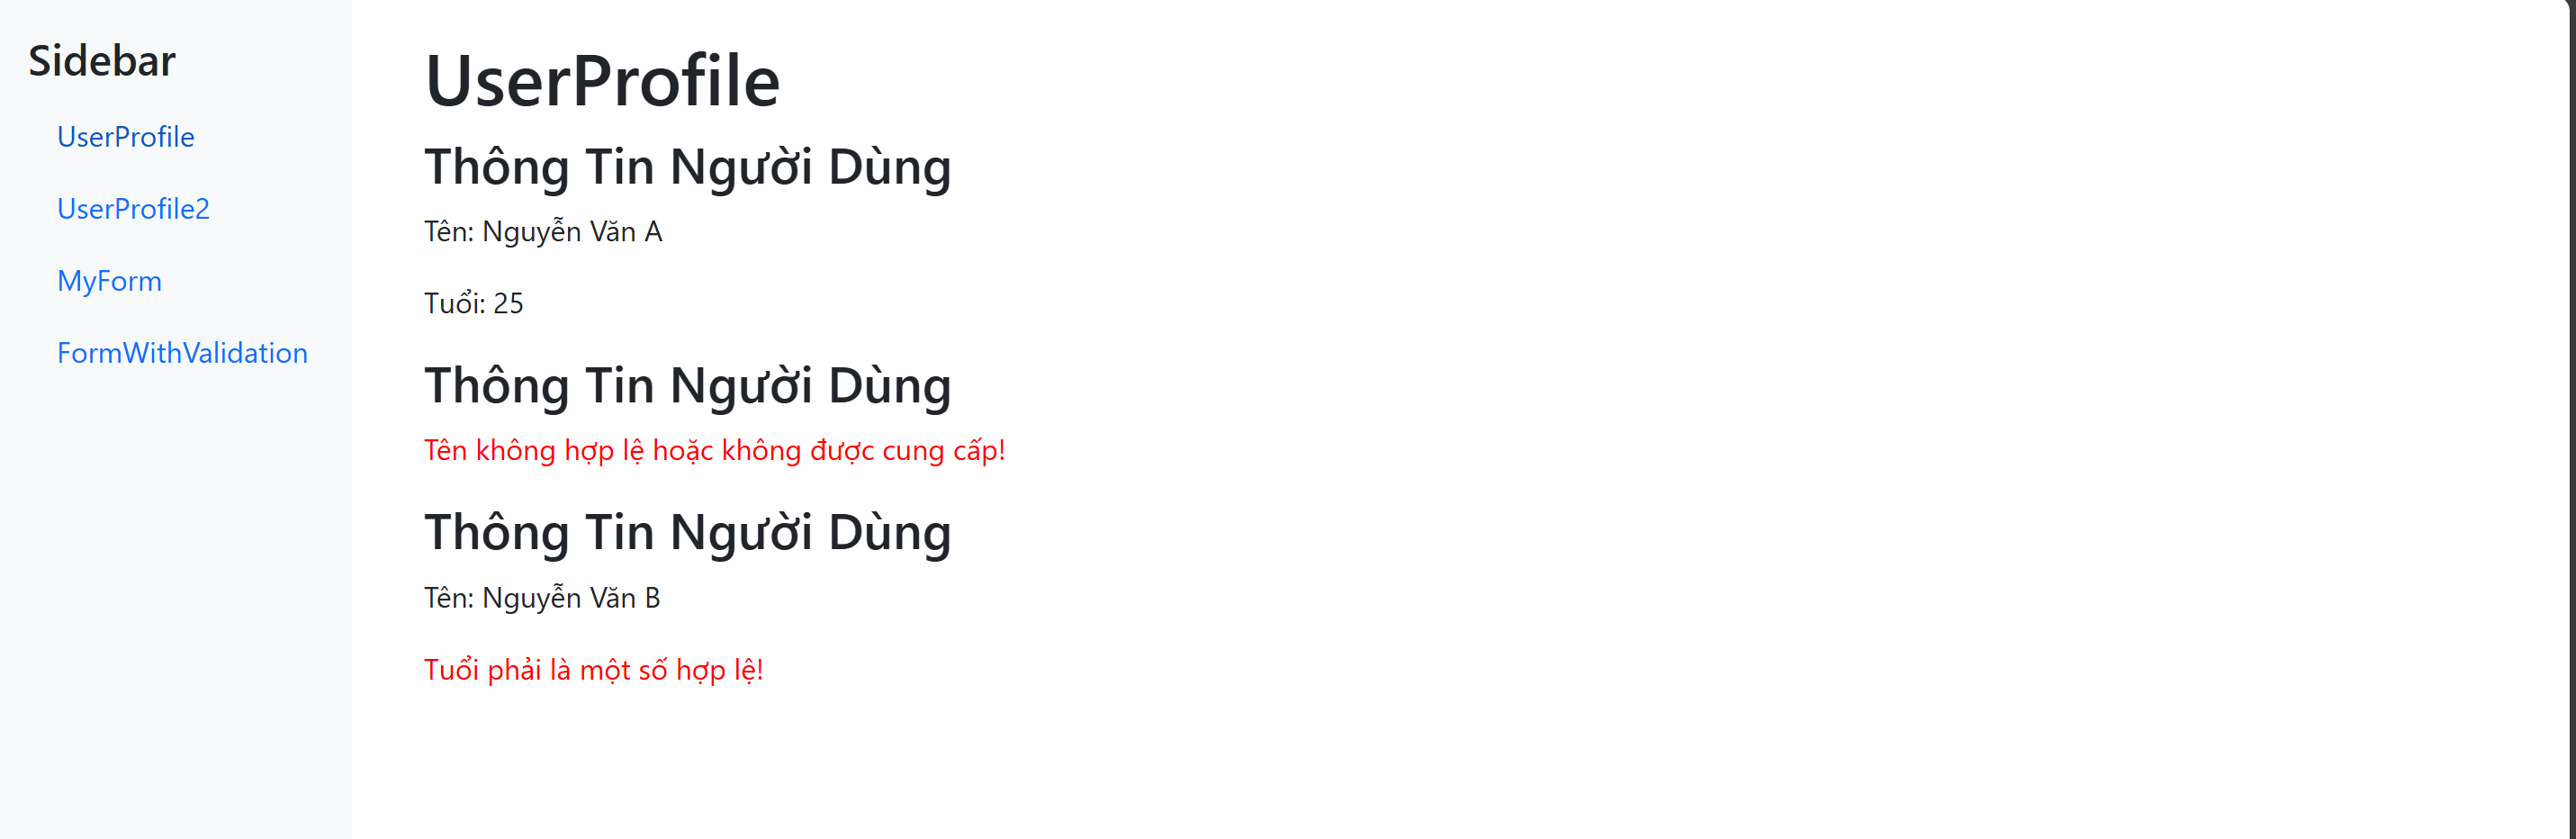 Sidebar
UserProfile
UserProfile2
MyForm
FormWithValidation
UserProfile
Thông Tin Người Dùng
Tên: Nguyễn Văn A
Tuổi: 25
Thông Tin Người Dùng
Tên không hợp lệ hoặc không được cung cấp!
Thông Tin Người Dùng
Tên: Nguyễn Văn B
Tuổi phải là một số hợp lệ!